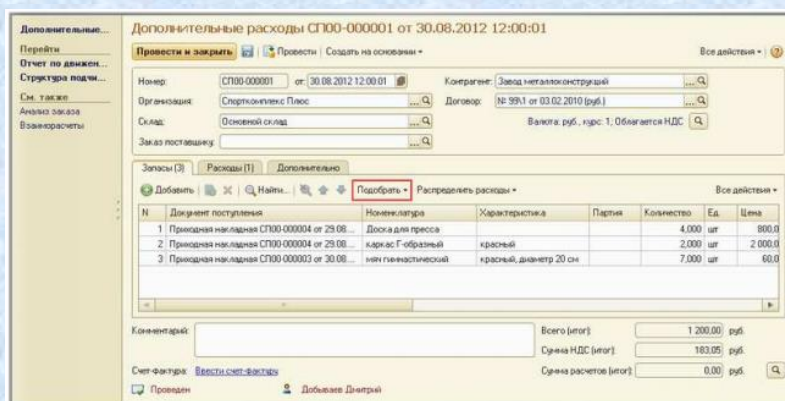 Дополнительные...
Перейти
Отчет по движен...
Структура подчи...
См. также
Анализ заказа
Взаиморасчеты
Дополнительные расходы СП00-000001 от 30.08.2012 12:00:01
Провести и закрыть Провести Создать на основании Все действия
Номер: СП00-000001 от: 30.08.2012 12:00:01 Контрагент: Завод металлоконструкций
Организация: Спорткомплекс Плюс Договор: № 99\1 от 03.02.2010 (руб.)
Склад: Основной склад Валюта: руб., курс: 1; Облагается НДС
Заказ поставщику:
Запасы (3) Расходы (1) Дополнительно
Добавить Найти... Подобрать Распределить расходы Все действия
N Документ поступления Номенклатура Характеристика Партия Количество Ед. Цена
1 Приходная накладная СП00-000004 от 29.08.... Доска для пресса 4,000 шт 800,0
2 Приходная накладная СП00-000004 от 29.08.... каркас Г-образный красный 2,000 шт 2 000,0
3 Приходная накладная СП00-000003 от 30.08.... мяч гимнастический красный, диаметр 20 см 7,000 шт 60,0
Комментарий: Всего (итог): 1 200,00 руб.
Сумма НДС (итог): 183,05 руб.
Счет-фактура: Ввести счет-фактуру Сумма расчетов (итог): 0,00 руб.
Проведен Добываев Дмитрий